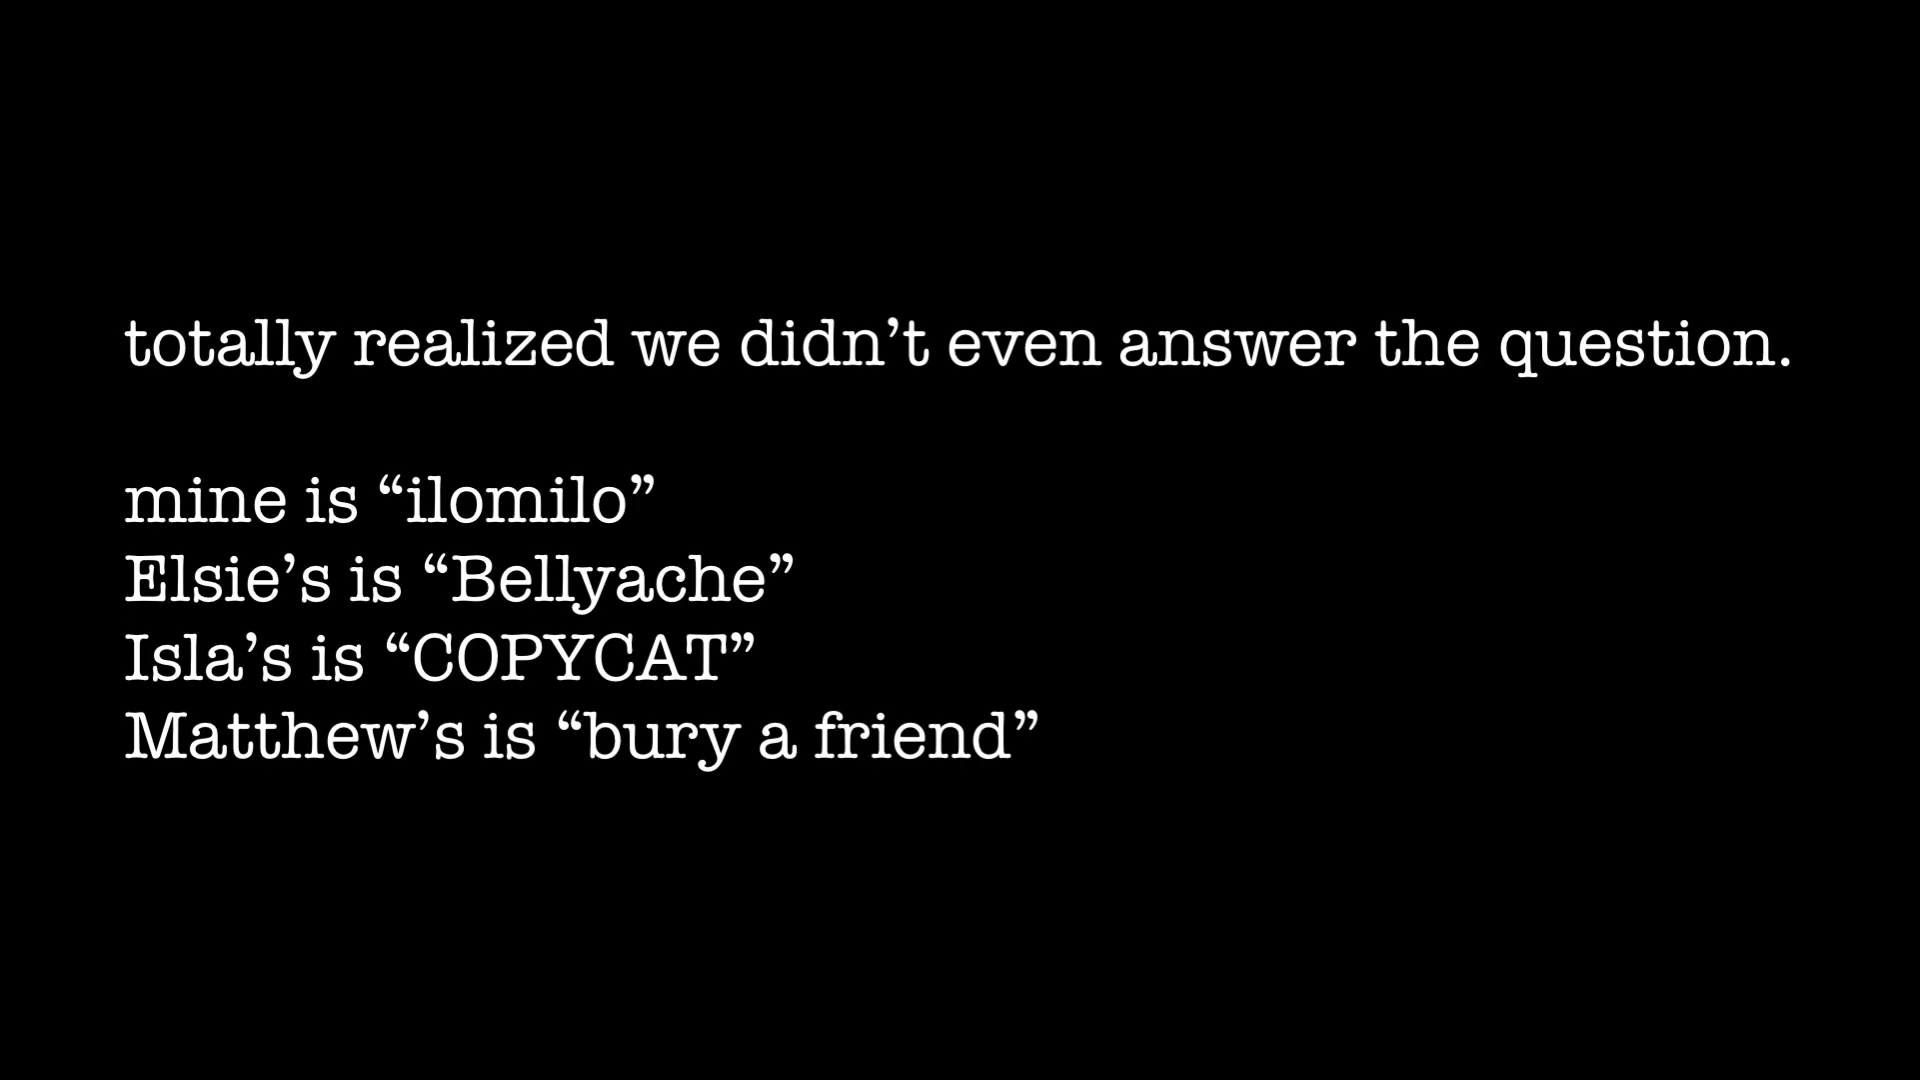 totally realized we didn’t even answer the question.
mine is “ilomilo”
Elsie’s is “Bellyache”
Isla’s is “COPYCAT”
Matthew’s is “bury a friend”